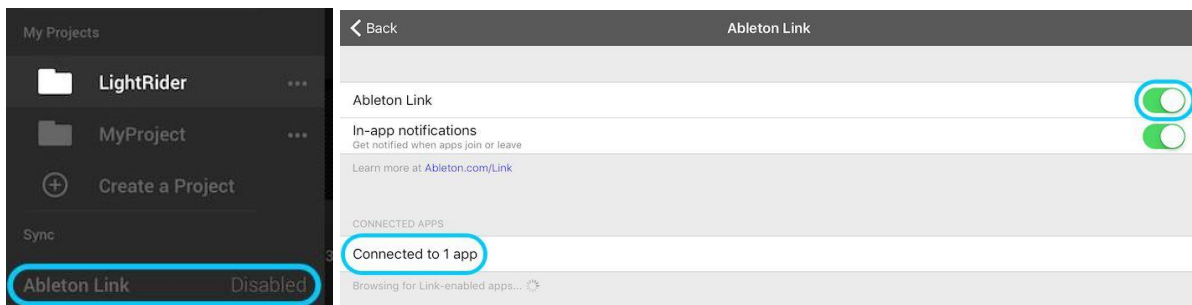 My Projects
LightRider
MyProject
Create a Project
Sync
Ableton Link Disabled
3
Back
Ableton Link
Ableton Link
In-app notifications
Get notified when apps join or leave
Learn more at Ableton.com/Link
CONNECTED APPS
Connected to 1 app
Browsing for Link-enabled apps...